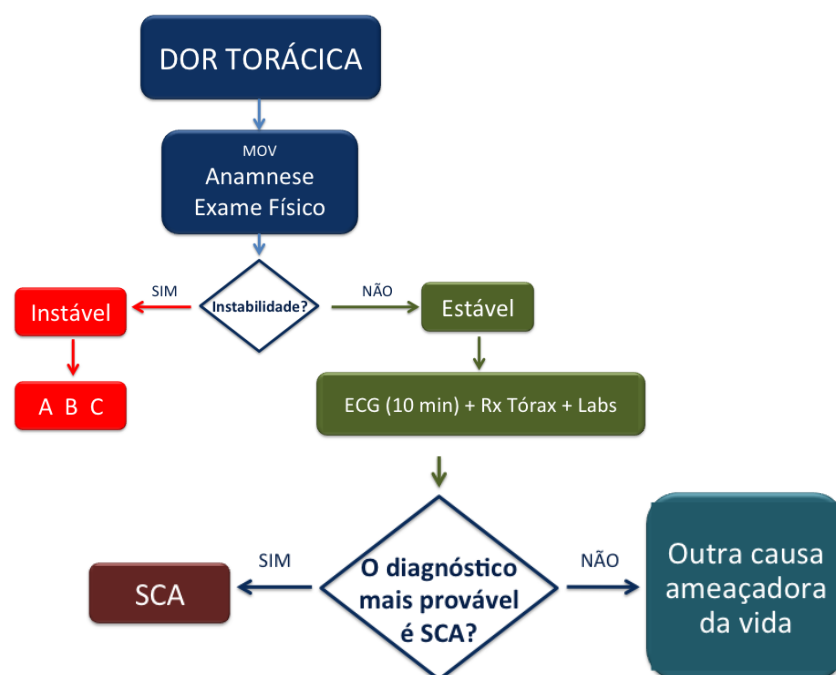 DOR TORÁCICA
MOV
Anamnese
Exame Físico
Instabilidade?
SIM
NÃO
Instável
Estável
A B C
ECG (10 min) + Rx Tórax + Labs
O diagnóstico
mais provável
é SCA?
SIM
NÃO
SCA
Outra causa
ameaçadora
da vida